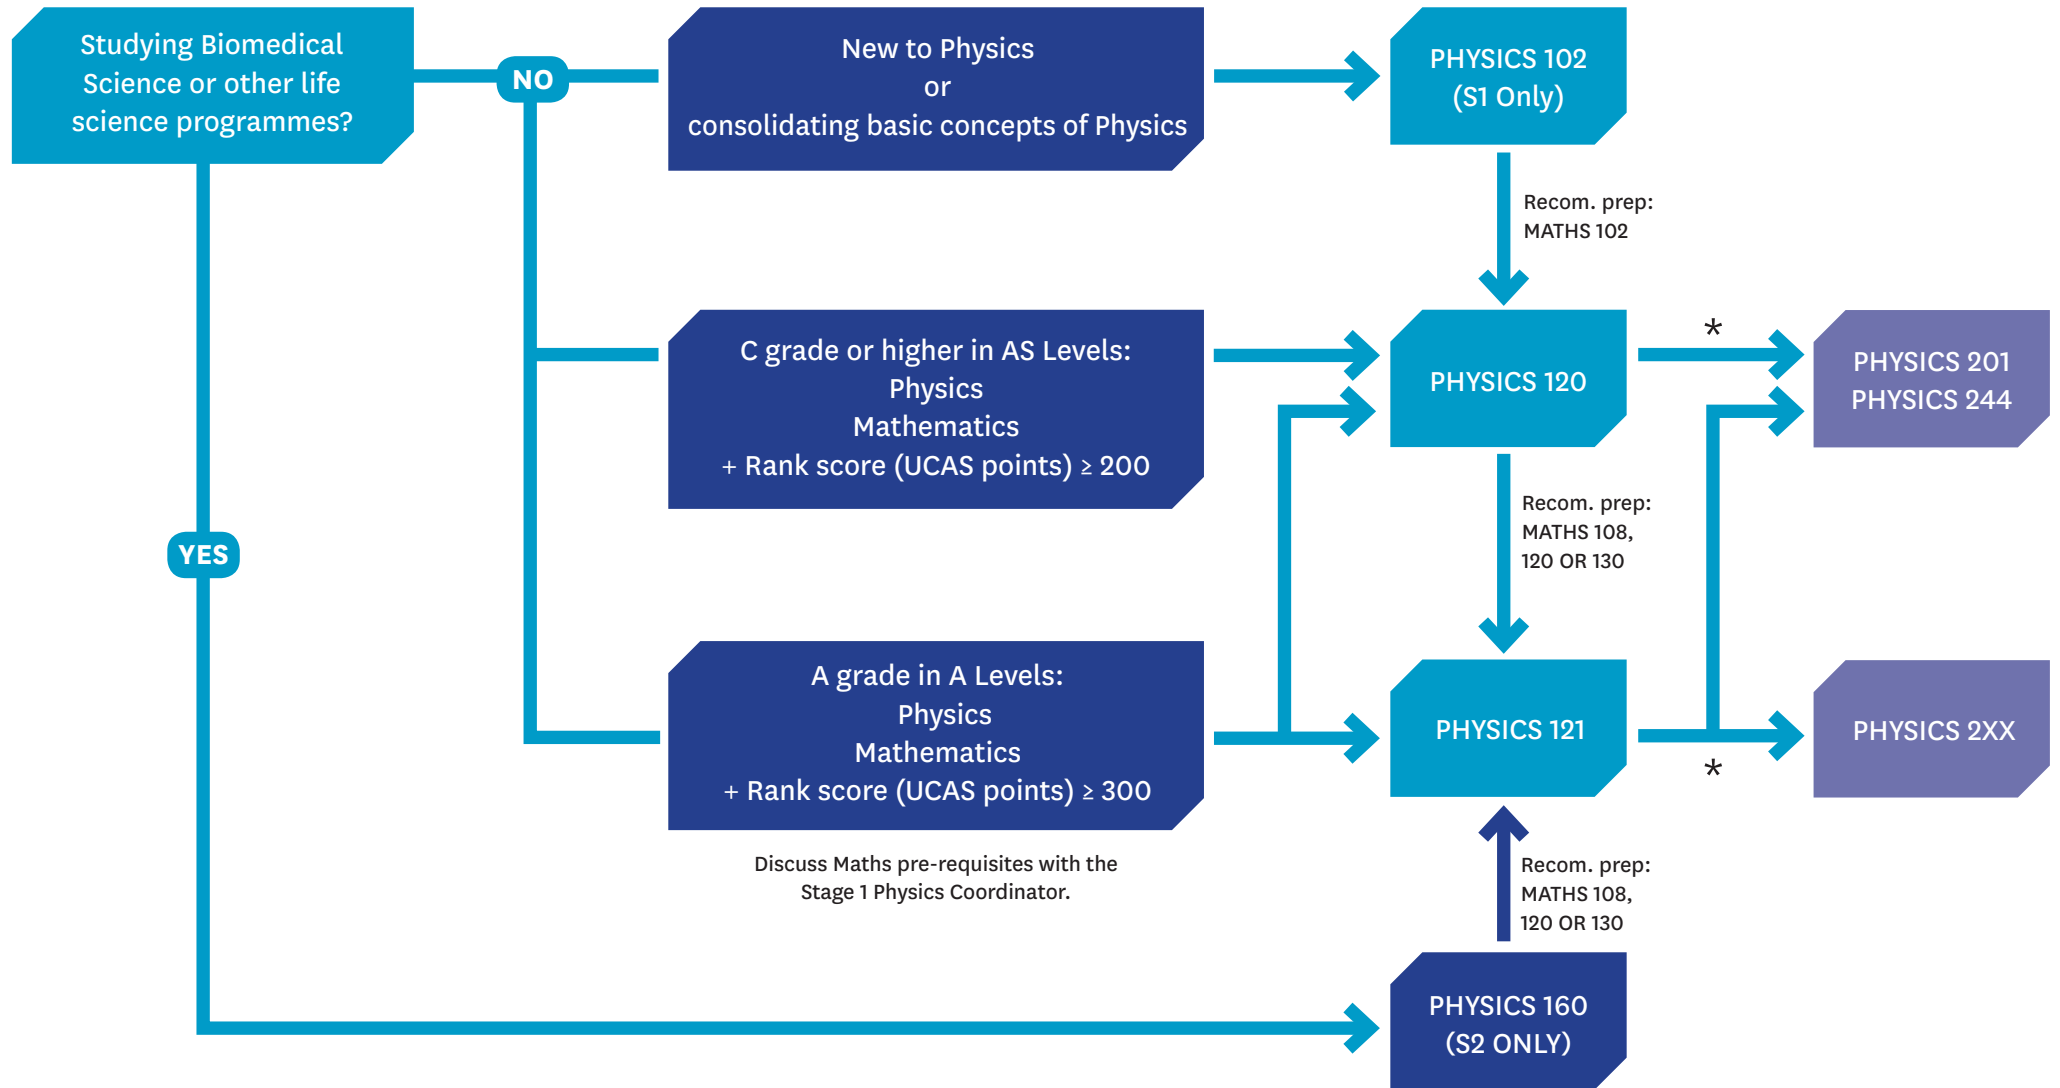 Studying Biomedical
Science or other life
science programmes?
NO
New to Physics
or
consolidating basic concepts of Physics
PHYSICS 102
(S1 Only)
Recom. prep:
MATHS 102
C grade or higher in AS Levels:
Physics
Mathematics
+ Rank score (UCAS points) ≥ 200
PHYSICS 120
*
PHYSICS 201
PHYSICS 244
Recom. prep:
MATHS 108,
120 OR 130
YES
A grade in A Levels:
Physics
Mathematics
+ Rank score (UCAS points) ≥ 300
PHYSICS 121
*
PHYSICS 2XX
Discuss Maths pre-requisites with the
Stage 1 Physics Coordinator.
Recom. prep:
MATHS 108,
120 OR 130
PHYSICS 160
(S2 ONLY)